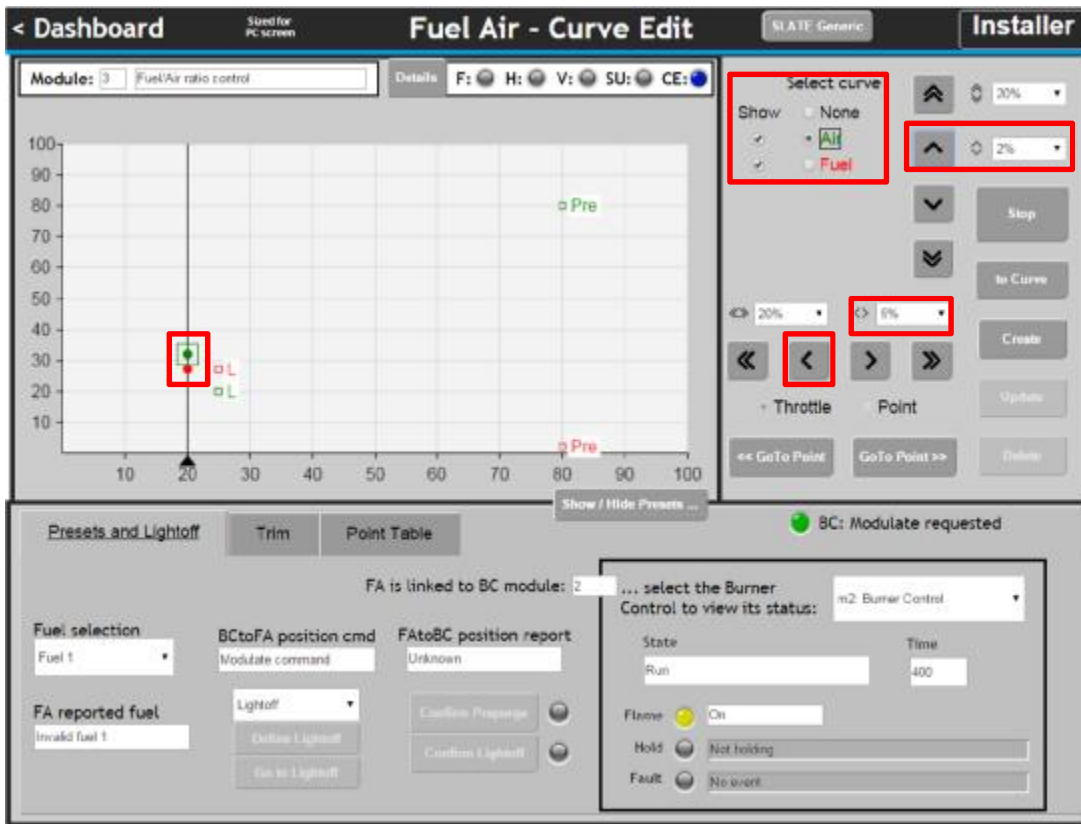 < Dashboard
Sized for
PC screen
Fuel Air - Curve Edit
SLATE Generic
Installer
Module: 3 Fuel/Air ratio control
Details
F: H: V: SU: CE:
Select curve
Show None
Air
Fuel
20%
2%
Stop
to Curve
Create
Update
Delete
20%
6%
Throttle Point
<< GoTo Point
GoTo Point >>
100
90
80
70
60
50
40
30
20
10
Pre
L
L
Pre
10 20 30 40 50 60 70 80 90 100
Show / Hide Presets ...
Presets and Lightoff
Trim
Point Table
BC: Modulate requested
FA is linked to BC module: 2
... select the Burner
Control to view its status:
m2: Burner Control
Fuel selection
Fuel 1
BCtoFA position cmd
Modulate command
FAtoBC position report
Unknown
State
Run
Time
400
FA reported fuel
Invalid fuel 1
Lightoff
Define Lightoff
Go to Lightoff
Confirm Prepurge
Confirm Lightoff
Flame On
Hold Not holding
Fault No event